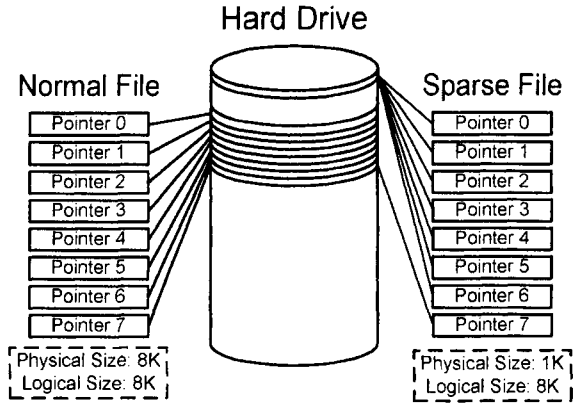 Hard Drive
Normal File
Pointer 0
Pointer 1
Pointer 2
Pointer 3
Pointer 4
Pointer 5
Pointer 6
Pointer 7
Physical Size: 8K
Logical Size: 8K
Sparse File
Pointer 0
Pointer 1
Pointer 2
Pointer 3
Pointer 4
Pointer 5
Pointer 6
Pointer 7
Physical Size: 1K
Logical Size: 8K